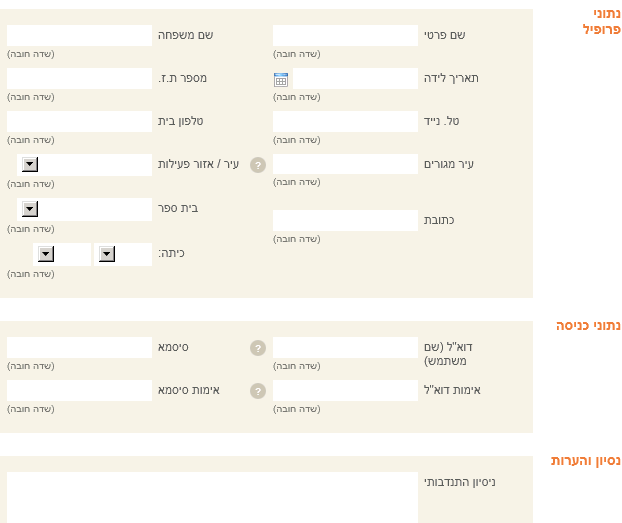 נתוני
פרופיל
שם פרטי
(שדה חובה)
שם משפחה
(שדה חובה)
תאריך לידה
(שדה חובה)
מספר ת.ז.
(שדה חובה)
טל. נייד
(שדה חובה)
טלפון בית
(שדה חובה)
עיר מגורים
(שדה חובה)
?
עיר / אזור פעילות
(שדה חובה)
כתובת
(שדה חובה)
בית ספר
(שדה חובה)
כיתה:
(שדה חובה)
נתוני כניסה
דוא"ל (שם
משתמש)
(שדה חובה)
?
סיסמא
(שדה חובה)
אימות דוא"ל
(שדה חובה)
?
אימות סיסמא
(שדה חובה)
נסיון והערות
ניסיון התנדבותי